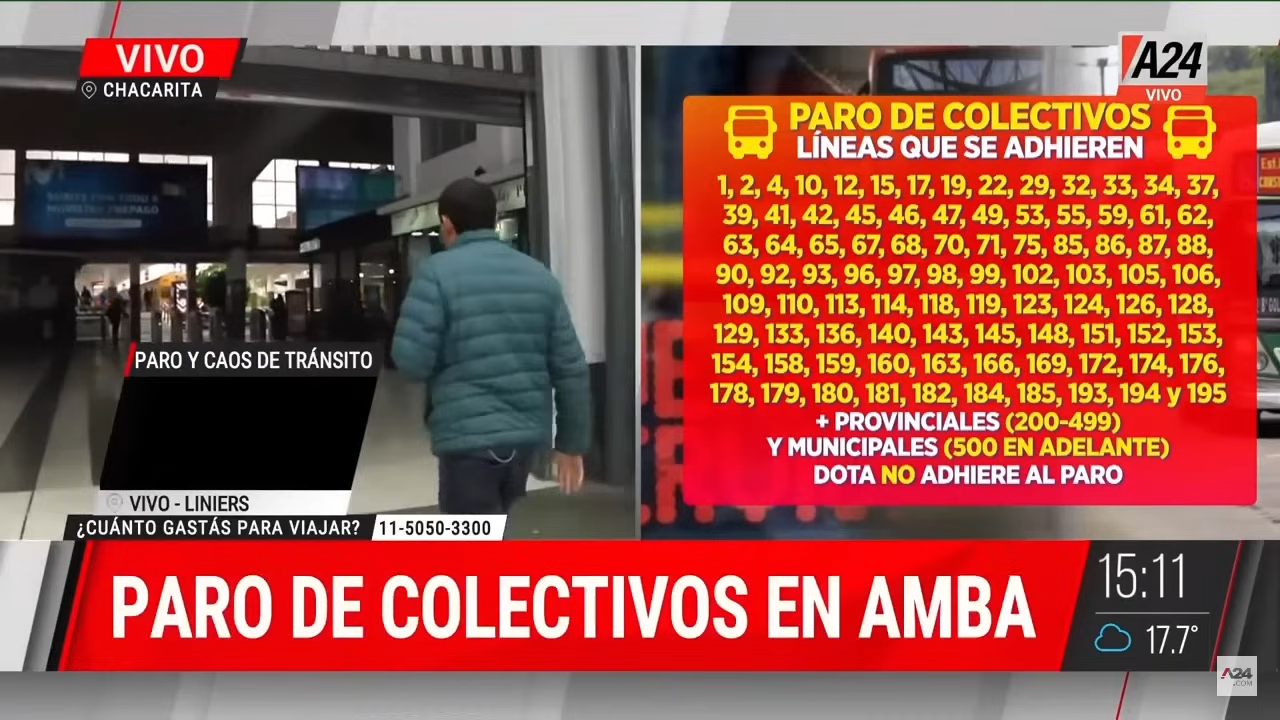 VIVO
CHACARITA
A24
VIVO
PARO DE COLECTIVOS
LÍNEAS QUE SE ADHIEREN
1, 2, 4, 10, 12, 15, 17, 19, 22, 29, 32, 33, 34, 37,
39, 41, 42, 45, 46, 47, 49, 53, 55, 59, 61, 62,
63, 64, 65, 67, 68, 70, 71, 75, 85, 86, 87, 88,
90, 92, 93, 96, 97, 98, 99, 102, 103, 105, 106,
109, 110, 113, 114, 118, 119, 123, 124, 126, 128,
129, 133, 136, 140, 143, 145, 148, 151, 152, 153,
154, 158, 159, 160, 163, 166, 169, 172, 174, 176,
178, 179, 180, 181, 182, 184, 185, 193, 194 y 195
+ PROVINCIALES (200-499)
Y MUNICIPALES (500 EN ADELANTE)
DOTA NO ADHIERE AL PARO
PARO Y CAOS DE TRÁNSITO
VIVO - LINIERS
¿CUÁNTO GASTÁS PARA VIAJAR? 11-5050-3300
PARO DE COLECTIVOS EN AMBA
15:11
17.7°
A24
.COM